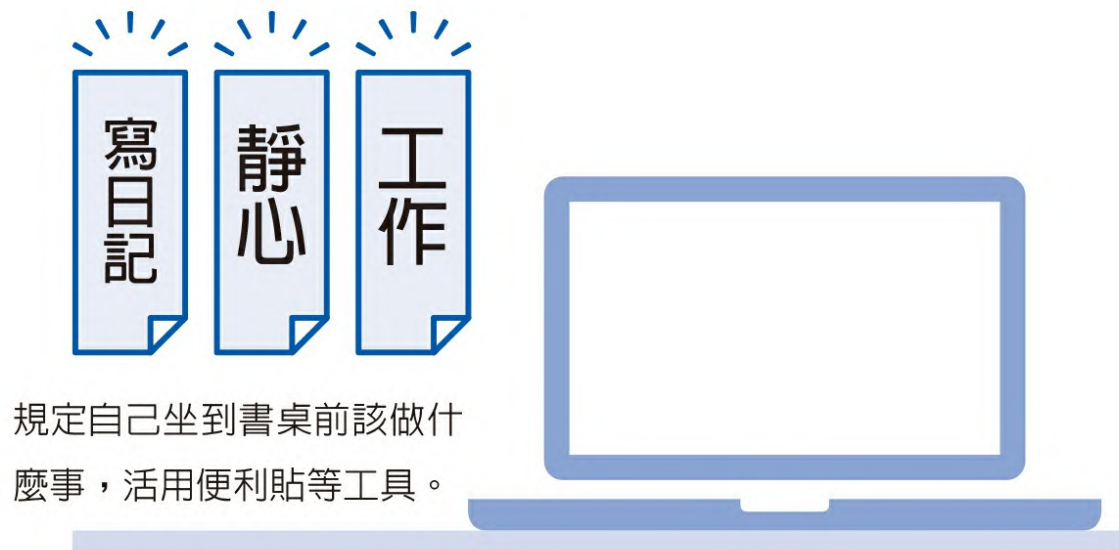 工作
靜心
寫日記
規定自己坐到書桌前該做什
麼事，活用便利貼等工具。